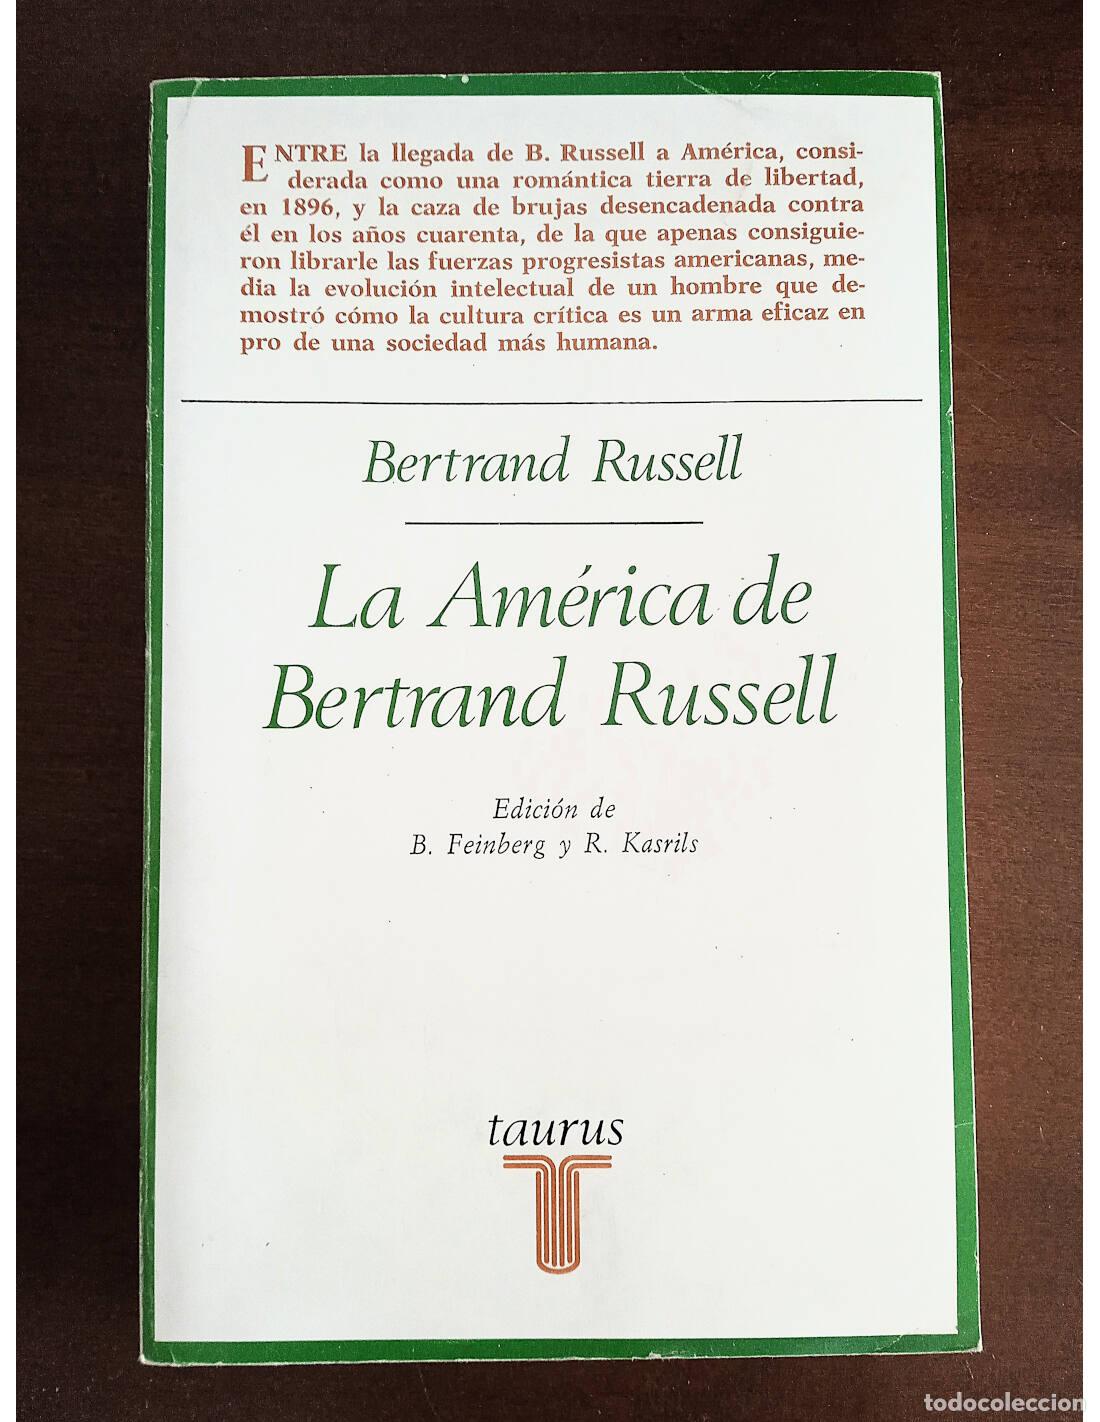 ENTRE la llegada de B. Russell a América, consi-
derada como una romántica tierra de libertad,
en 1896, y la caza de brujas desencadenada contra
él en los años cuarenta, de la que apenas consiguie-
ron librarle las fuerzas progresistas americanas, me-
dia la evolución intelectual de un hombre que de-
mostró cómo la cultura crítica es un arma eficaz en
pro de una sociedad más humana.
Bertrand Russell
La América de
Bertrand Russell
Edición de
B. Feinberg y R. Kasrils
taurus
todocoleccion